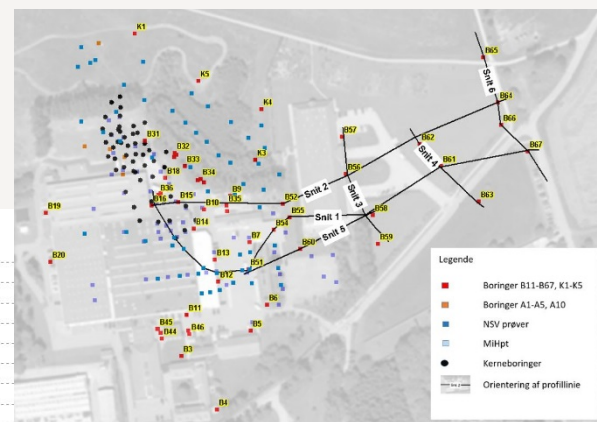 K1
B65
Snit 6
K5
B64
K4
B66
B57
B62
B31
B67
B32
Snit 4
K3
B61
B33
B56
B18
B34
Snit 2
B36
B9
Snit 3
B63
B16
B15
B10
B35
B52
B19
B55
Snit 1
B58
B14
B54
B7
Snit 5
B59
B60
B13
B20
B51
B12
B6
B11
B45
B44
B46
B5
B3
B4
Legende
Boringer B11-B67, K1-K5
Boringer A1-A5, A10
NSV prøver
MiHpt
Kerneboringer
Orientering af profillinie